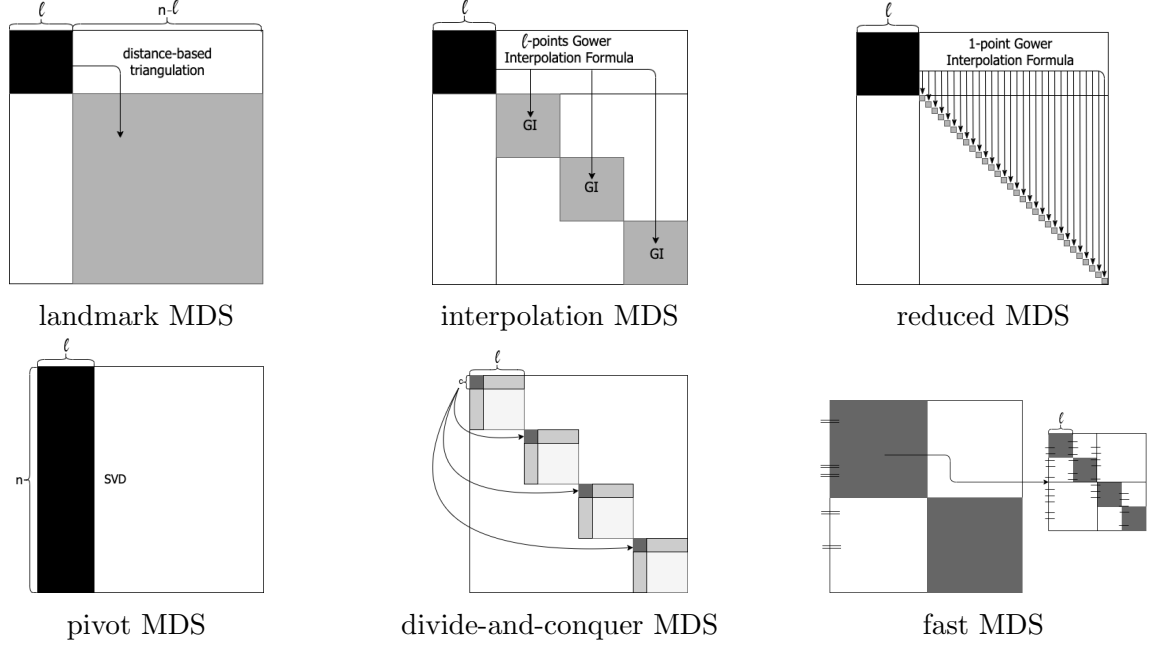 ℓ
n-ℓ
distance-based
triangulation
landmark MDS
ℓ
ℓ-points Gower
Interpolation Formula
GI
GI
GI
interpolation MDS
ℓ
1-point Gower
Interpolation Formula
reduced MDS
ℓ
n
SVD
pivot MDS
ℓ
c
divide-and-conquer MDS
ℓ
fast MDS